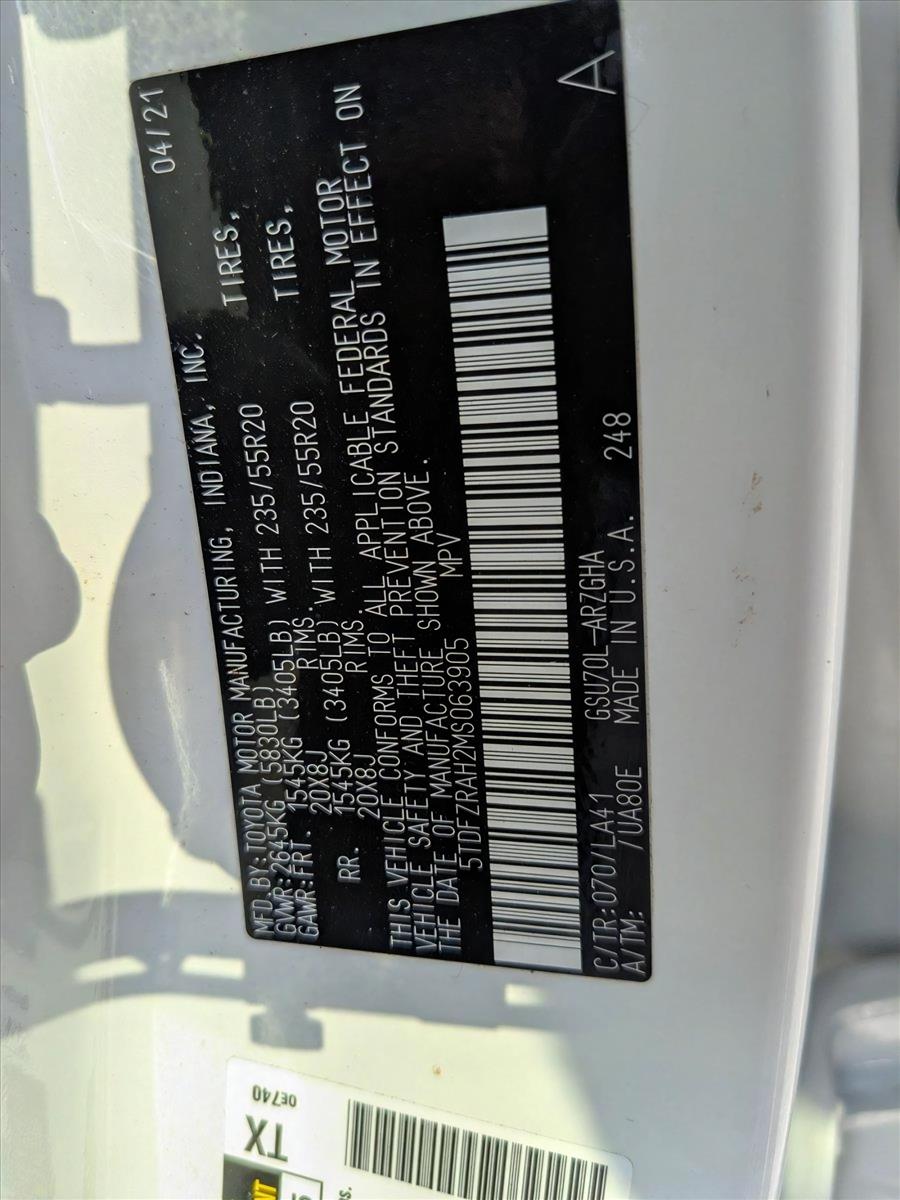 MFD BY:TOYOTA MOTOR MANUFACTURING, INDIANA, INC. 04/21
GVWR:2645KG (5830LB)
GAWR:FRT. 1545KG (3405LB) WITH 235/55R20 TIRES,
20X8J RIMS.
RR. 1545KG (3405LB) WITH 235/55R20 TIRES,
20X8J RIMS.
THIS VEHICLE CONFORMS TO ALL APPLICABLE FEDERAL MOTOR
VEHICLE SAFETY AND THEFT PREVENTION STANDARDS IN EFFECT ON
THE DATE OF MANUFACTURE SHOWN ABOVE.
5TDFZRAH2MS063905 MPV
C/TR:070/LA41 GSU70L-ARZGHA A
A/TM: /UA80E MADE IN U.S.A. 248
0E740
TX